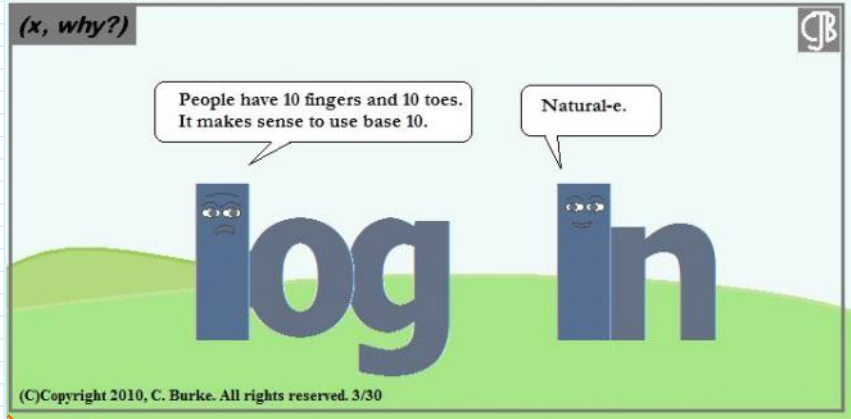 (x, why?)
CJB
People have 10 fingers and 10 toes.
It makes sense to use base 10.
Natural-e.
log ln
(C)Copyright 2010, C. Burke. All rights reserved. 3/30